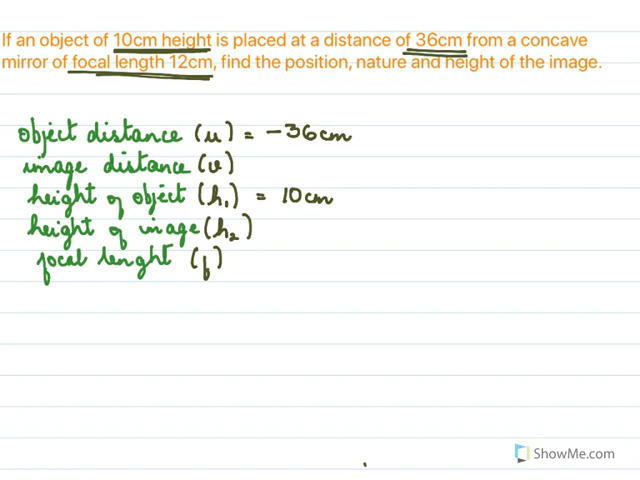 If an object of 10cm height is placed at a distance of 36cm from a concave
mirror of focal length 12cm, find the position, nature and height of the image.
object distance (u) = -36cm
image distance (v)
height of object (h₁) = 10cm
height of image (h₂)
focal lenght (f)
ShowMe.com